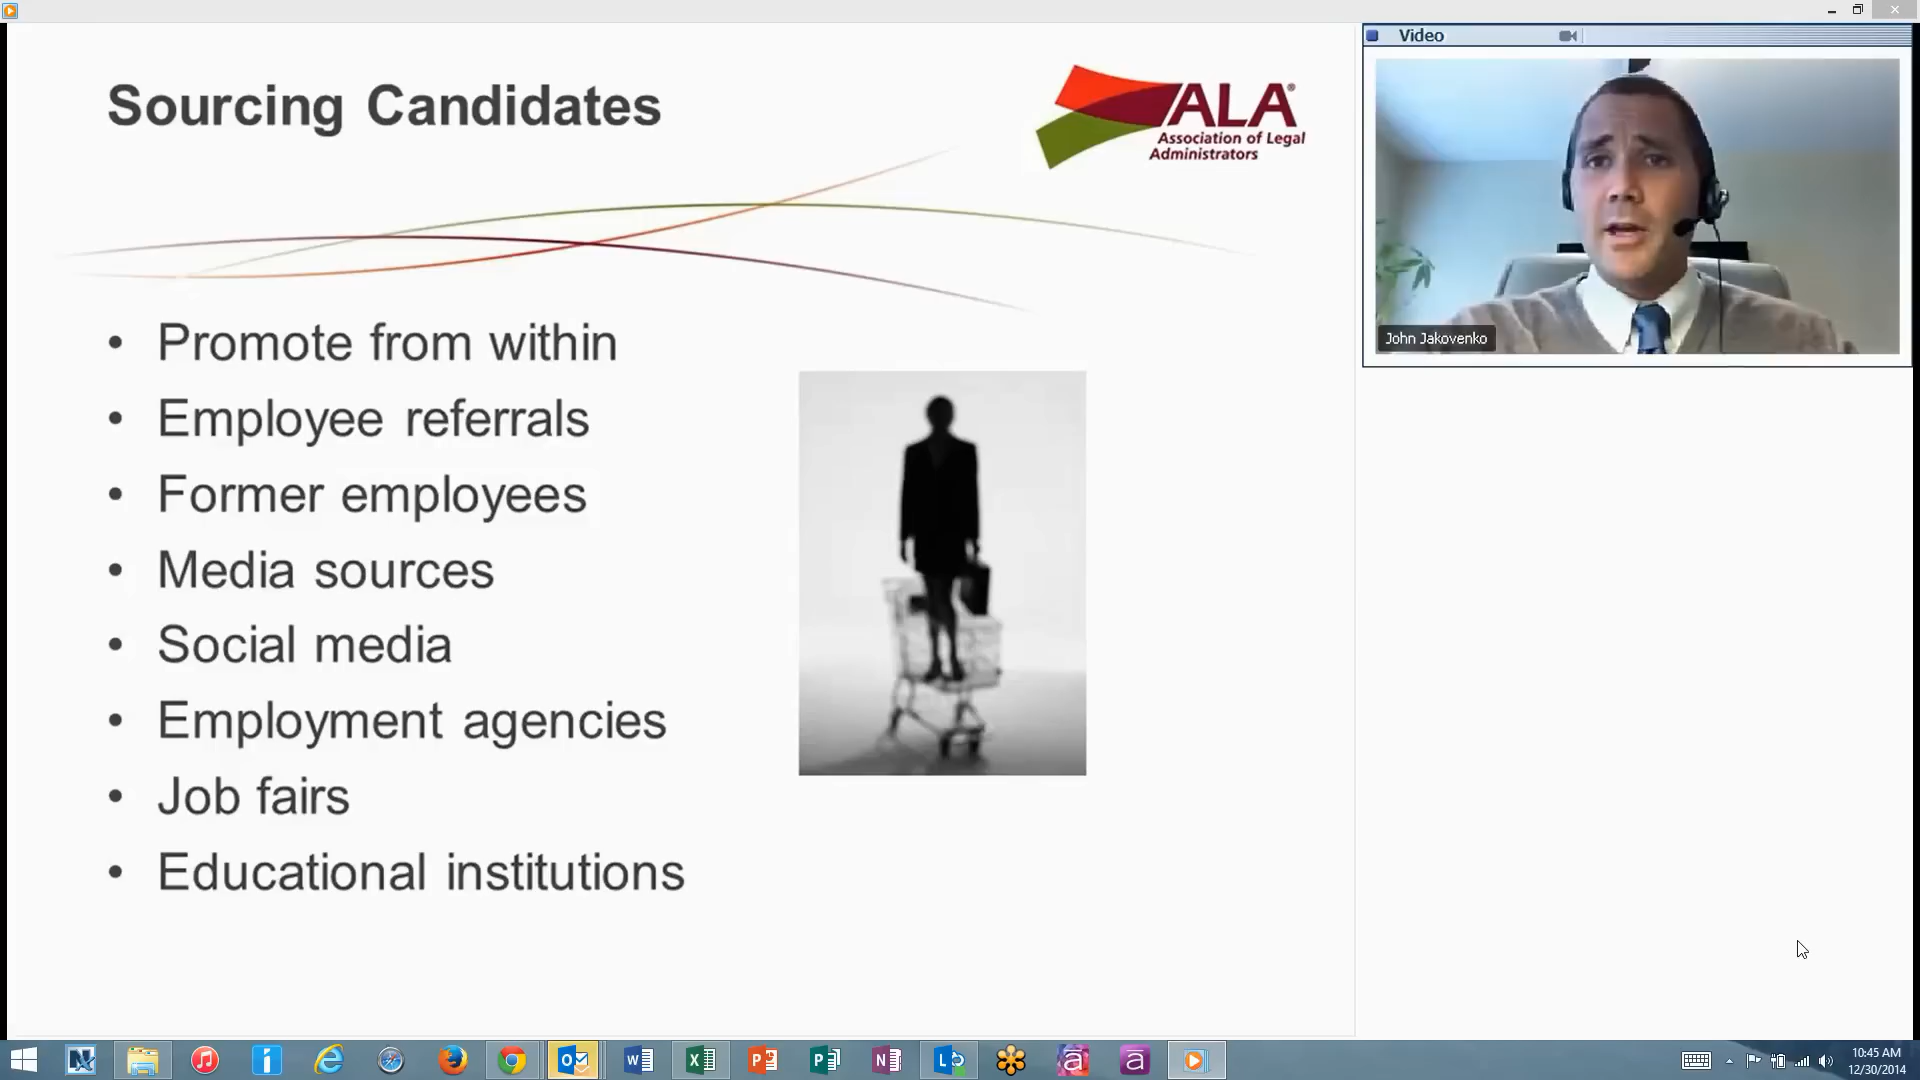 Video
Sourcing Candidates
ALA®
Association of Legal
Administrators
John Jakovenko
• Promote from within
• Employee referrals
• Former employees
• Media sources
• Social media
• Employment agencies
• Job fairs
• Educational institutions
10:45 AM
12/30/2014